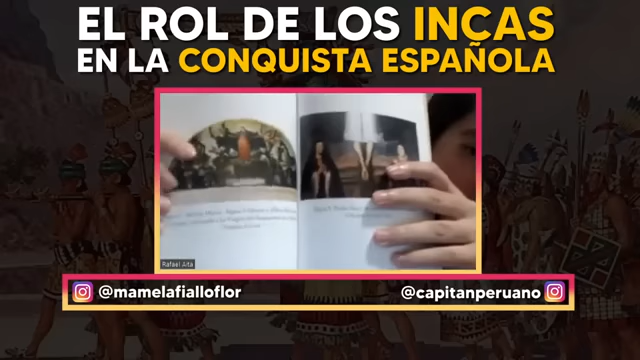 EL ROL DE LOS INCAS
EN LA CONQUISTA ESPAÑOLA
Rafael Aita
@mamelafialloflor
@capitanperuano